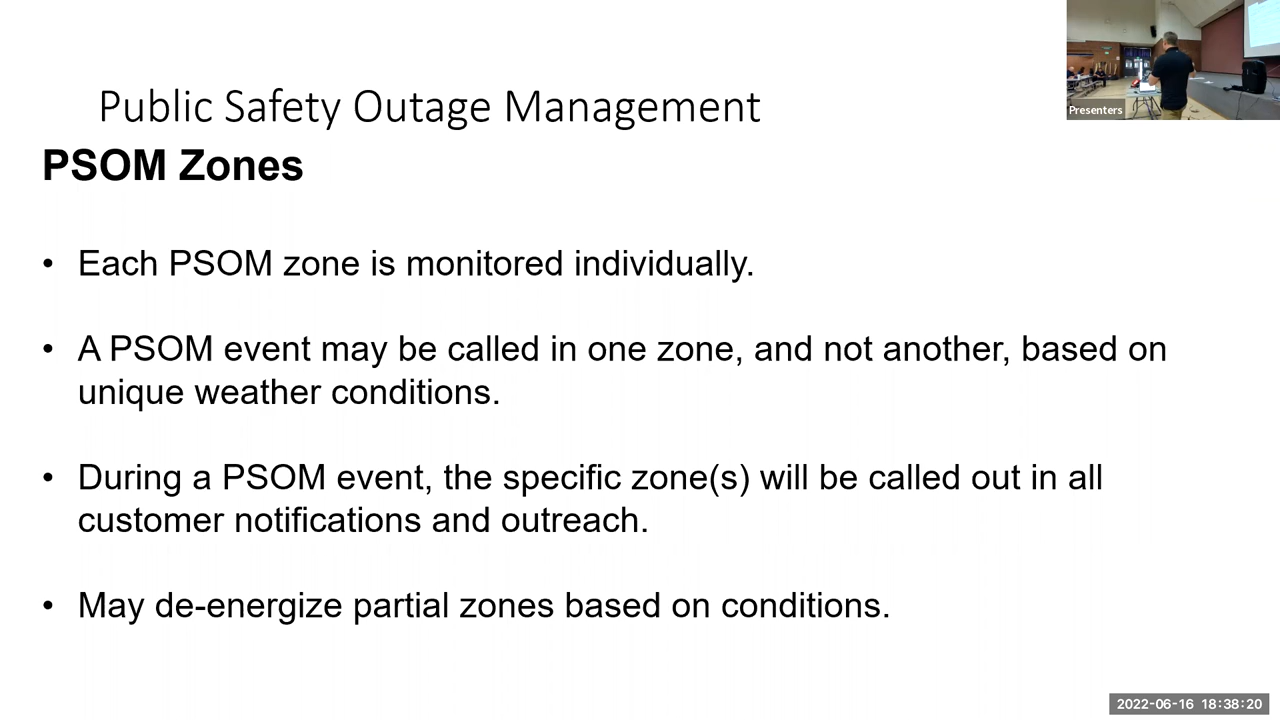 Presenters
Public Safety Outage Management
PSOM Zones
• Each PSOM zone is monitored individually.
• A PSOM event may be called in one zone, and not another, based on
unique weather conditions.
• During a PSOM event, the specific zone(s) will be called out in all
customer notifications and outreach.
• May de-energize partial zones based on conditions.
2022-06-16 18:38:20